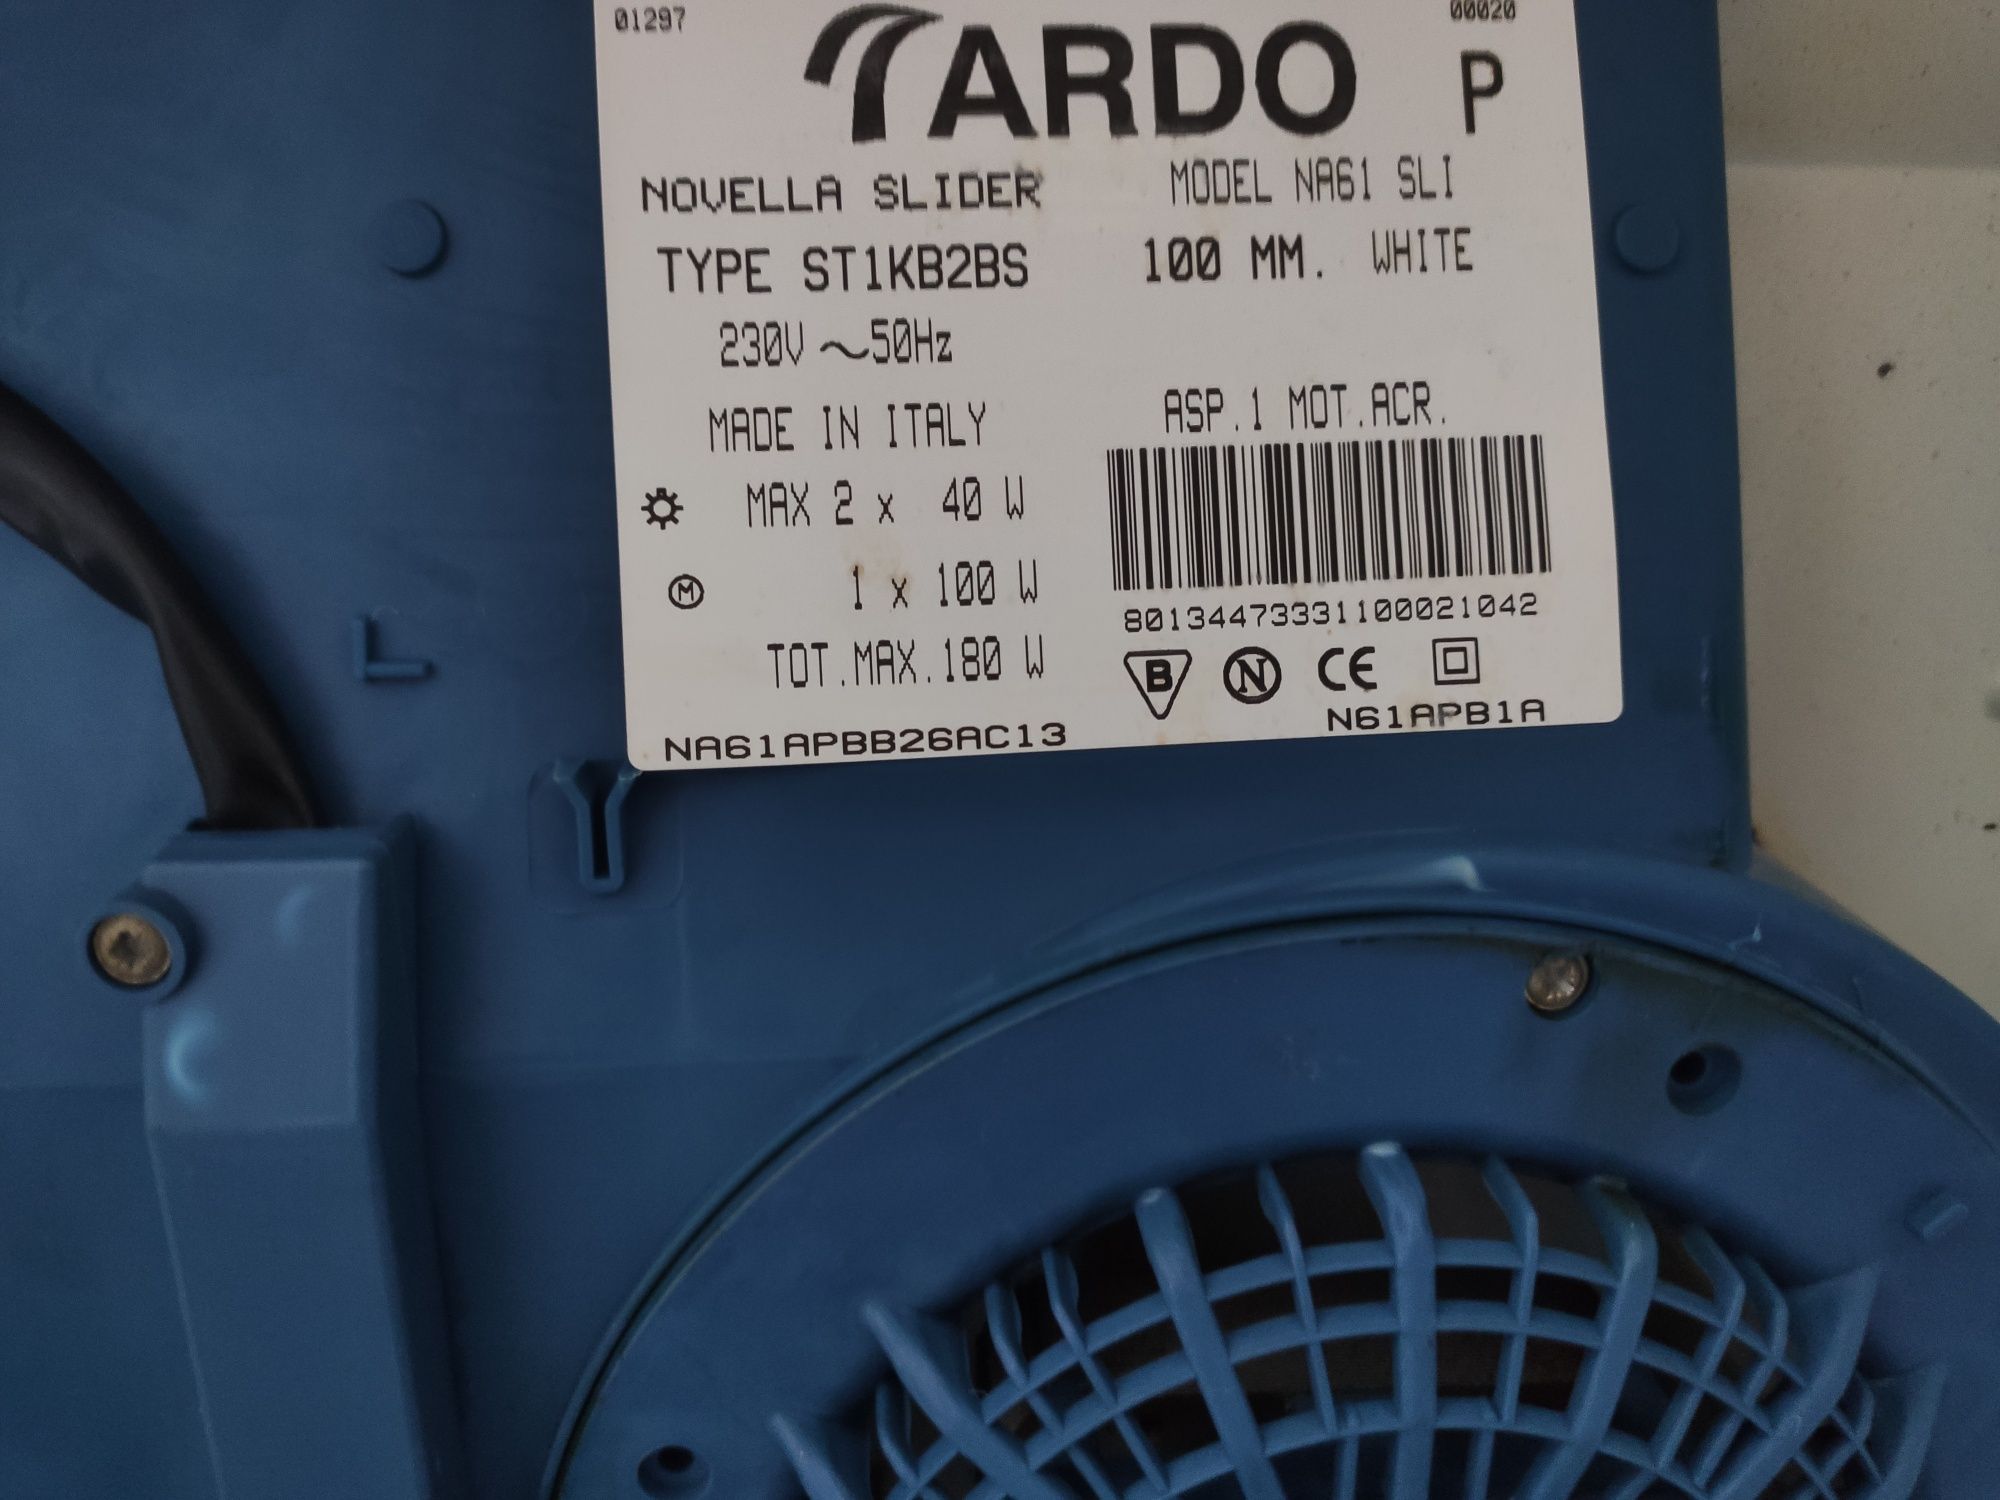 01297 00020
ARDO P
NOVELLA SLIDER MODEL NA61 SLI
TYPE ST1KB2BS 100 MM. WHITE
230V ~50Hz
MADE IN ITALY ASP.1 MOT.ACR.
MAX 2 x 40 W
M 1 x 100 W
80134473331100021042
TOT.MAX.180 W
B N CE
NA61APBB26AC13 N61APB1A